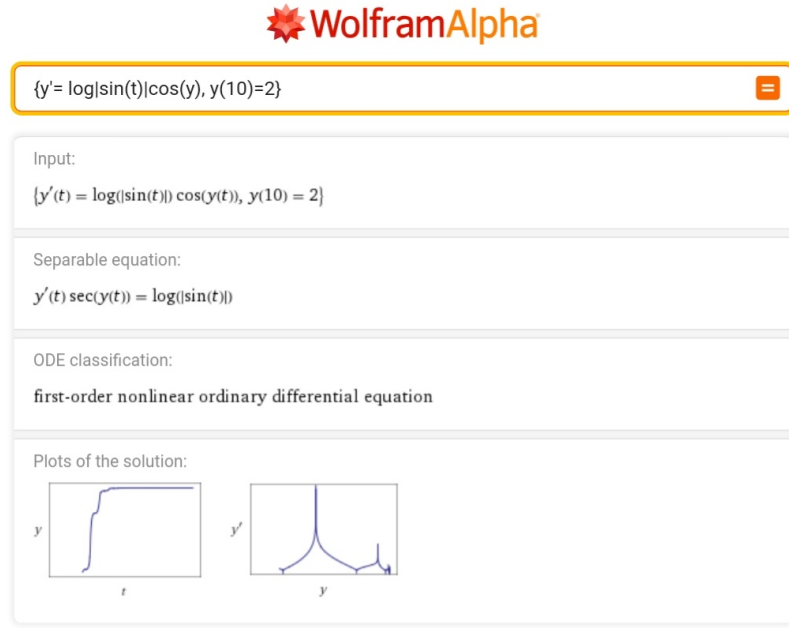 WolframAlpha
{y'= log|sin(t)|cos(y), y(10)=2}
=
Input:
{y′(t) = log(|sin(t)|) cos(y(t)), y(10) = 2}
Separable equation:
y′(t) sec(y(t)) = log(|sin(t)|)
ODE classification:
first-order nonlinear ordinary differential equation
Plots of the solution:
y y′
t y